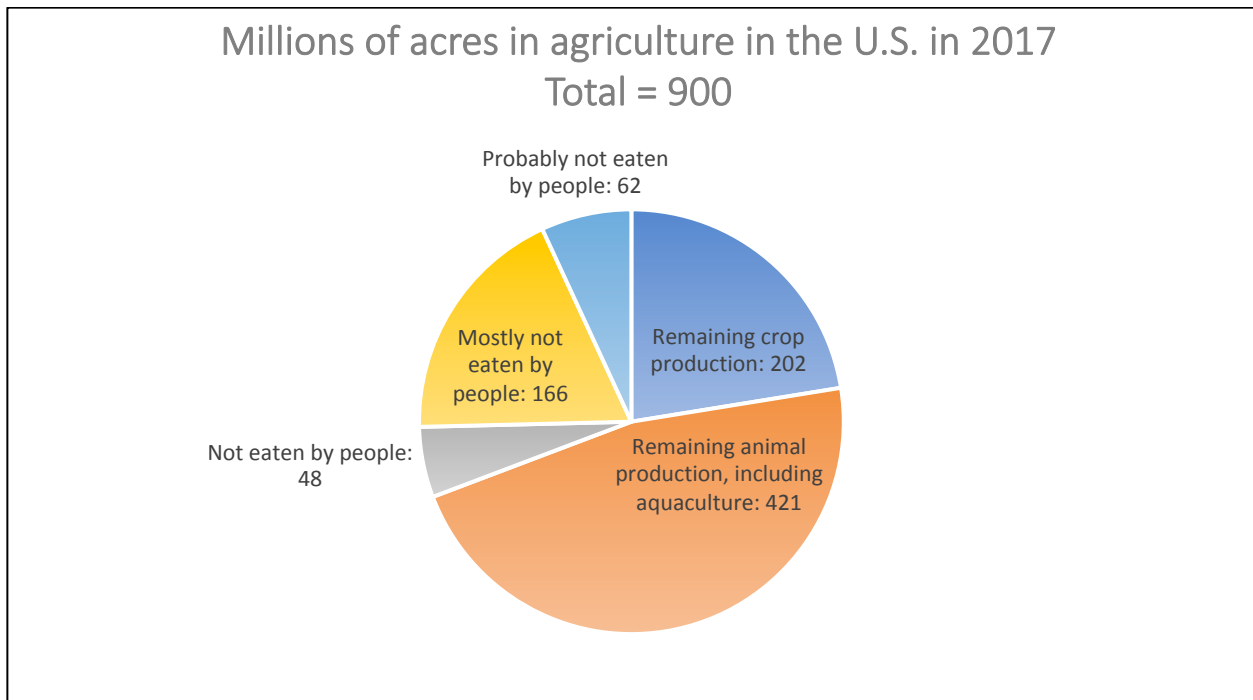 Millions of acres in agriculture in the U.S. in 2017
Total = 900
Probably not eaten
by people: 62
Remaining crop
production: 202
Mostly not
eaten by
people: 166
Remaining animal
production, including
aquaculture: 421
Not eaten by people:
48